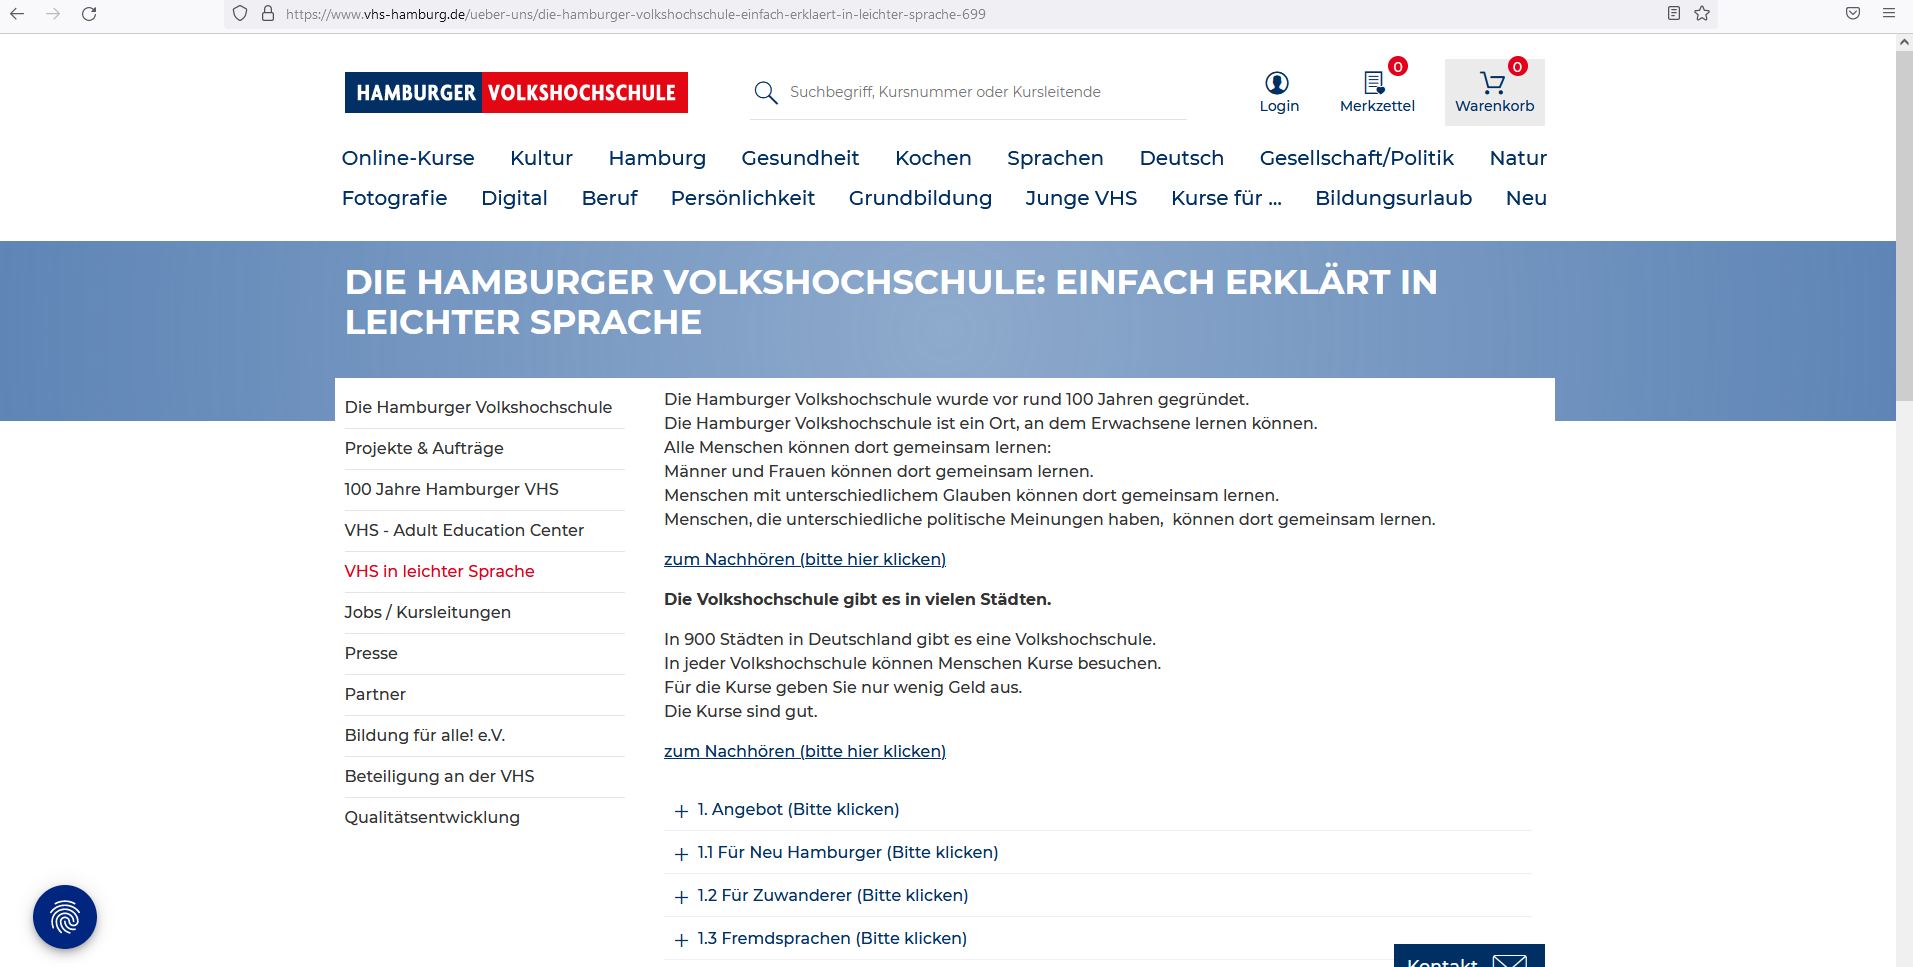 https://www.vhs-hamburg.de/ueber-uns/die-hamburger-volkshochschule-einfach-erklaert-in-leichter-sprache-699
HAMBURGER VOLKSHOCHSCHULE
Suchbegriff, Kursnummer oder Kursleitende
Login
0
Merkzettel
0
Warenkorb
Online-Kurse Kultur Hamburg Gesundheit Kochen Sprachen Deutsch Gesellschaft/Politik Natur
Fotografie Digital Beruf Persönlichkeit Grundbildung Junge VHS Kurse für ... Bildungsurlaub Neu
DIE HAMBURGER VOLKSHOCHSCHULE: EINFACH ERKLÄRT IN
LEICHTER SPRACHE
Die Hamburger Volkshochschule
Projekte & Aufträge
100 Jahre Hamburger VHS
VHS - Adult Education Center
VHS in leichter Sprache
Jobs / Kursleitungen
Presse
Partner
Bildung für alle! e.V.
Beteiligung an der VHS
Qualitätsentwicklung
Die Hamburger Volkshochschule wurde vor rund 100 Jahren gegründet.
Die Hamburger Volkshochschule ist ein Ort, an dem Erwachsene lernen können.
Alle Menschen können dort gemeinsam lernen:
Männer und Frauen können dort gemeinsam lernen.
Menschen mit unterschiedlichem Glauben können dort gemeinsam lernen.
Menschen, die unterschiedliche politische Meinungen haben,  können dort gemeinsam lernen.
zum Nachhören (bitte hier klicken)
Die Volkshochschule gibt es in vielen Städten.
In 900 Städten in Deutschland gibt es eine Volkshochschule.
In jeder Volkshochschule können Menschen Kurse besuchen.
Für die Kurse geben Sie nur wenig Geld aus.
Die Kurse sind gut.
zum Nachhören (bitte hier klicken)
1. Angebot (Bitte klicken)
1.1 Für Neu Hamburger (Bitte klicken)
1.2 Für Zuwanderer (Bitte klicken)
1.3 Fremdsprachen (Bitte klicken)
Kontakt